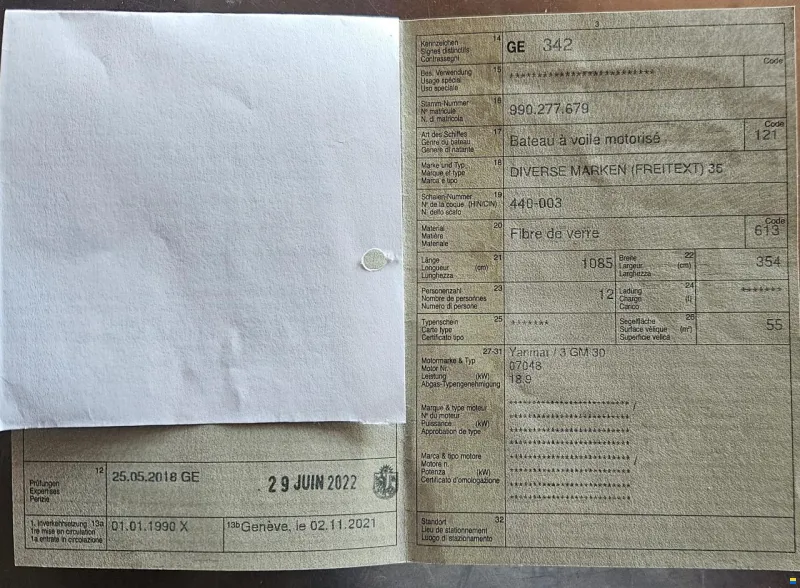 12
Prüfungen
Expertises
Perizie
25.05.2018 GE
29 JUIN 2022
1. Inverkehrsetzung 13a
1re mise en circulation
1a entrata in circolazione
01.01.1990 X
13b Genève, le 02.11.2021
3
Kennzeichen 14
Signes distinctifs
Contrassegni
GE 342
Bes. Verwendung 15
Usage spécial
Uso speciale
*************************
Code
Stamm-Nummer 16
N° matricule
N. di matricola
990.277.679
Art des Schiffes 17
Genre du bateau
Genere di natante
Bateau à voile motorisé
Code
121
Marke und Typ 18
Marque et type
Marca e tipo
DIVERSE MARKEN (FREITEXT) 36
Schalen-Nummer 19
N° de la coque (HIN/CIN)
N. dello scafo
440-003
Material 20
Matière
Materiale
Fibre de verre
Code
613
Länge 21
Longueur (cm)
Lunghezza
1085
Breite 22
Largeur (cm)
Larghezza
354
Personenzahl 23
Nombre de personnes
Numero di persone
12
Ladung 24
Charge (t)
Carico
*******
Typenschein 25
Carte type
Certificato tipo
*******
Segelfläche 26
Surface vélique (m²)
Superficie velica
55
27-31
Motormarke & Typ
Motor Nr.
Leistung (kW)
Abgas-Typengenehmigung
Yanmar / 3 GM 30
07048
18.9
Marque & type moteur
N° du moteur
Puissance (kW)
Approbation de type
********************* /
*********************
*********************
*********************
Marca & tipo motore
Motore n.
Potenza (kW)
Certificato d'omologazione
********************* /
*********************
*********************
*********************
Standort 32
Lieu de stationnement
Luogo di stazionamento